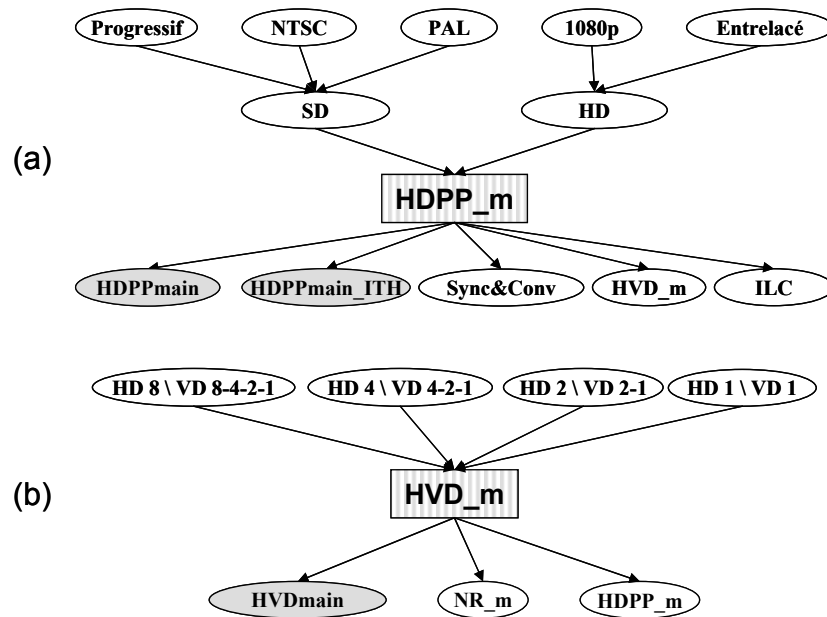 Progressif NTSC PAL 1080p Entrelacé
SD HD
(a)
HDPP_m
HDPPmain HDPPmain_ITH Sync&Conv HVD_m ILC
HD 8 \ VD 8-4-2-1 HD 4 \ VD 4-2-1 HD 2 \ VD 2-1 HD 1 \ VD 1
(b)
HVD_m
HVDmain NR_m HDPP_m